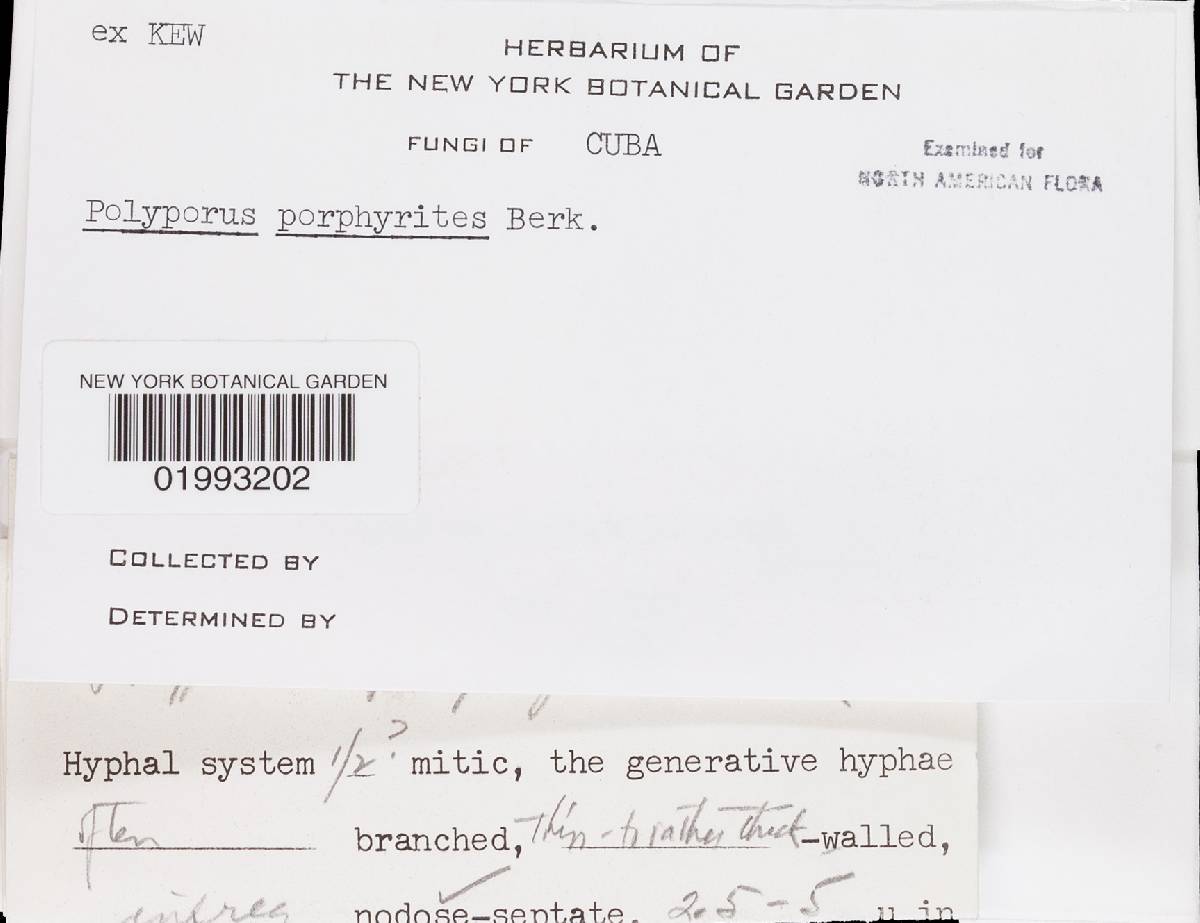 ex KEW
HERBARIUM OF
THE NEW YORK BOTANICAL GARDEN
FUNGI OF CUBA
Examined for
NORTH AMERICAN FLORA
Polyporus porphyrites Berk.
NEW YORK BOTANICAL GARDEN
01993202
COLLECTED BY
DETERMINED BY
Hyphal system 1/2? mitic, the generative hyphae
often branched, thin-to rather thick-walled,
nodose-septate, 2.5-5 u in